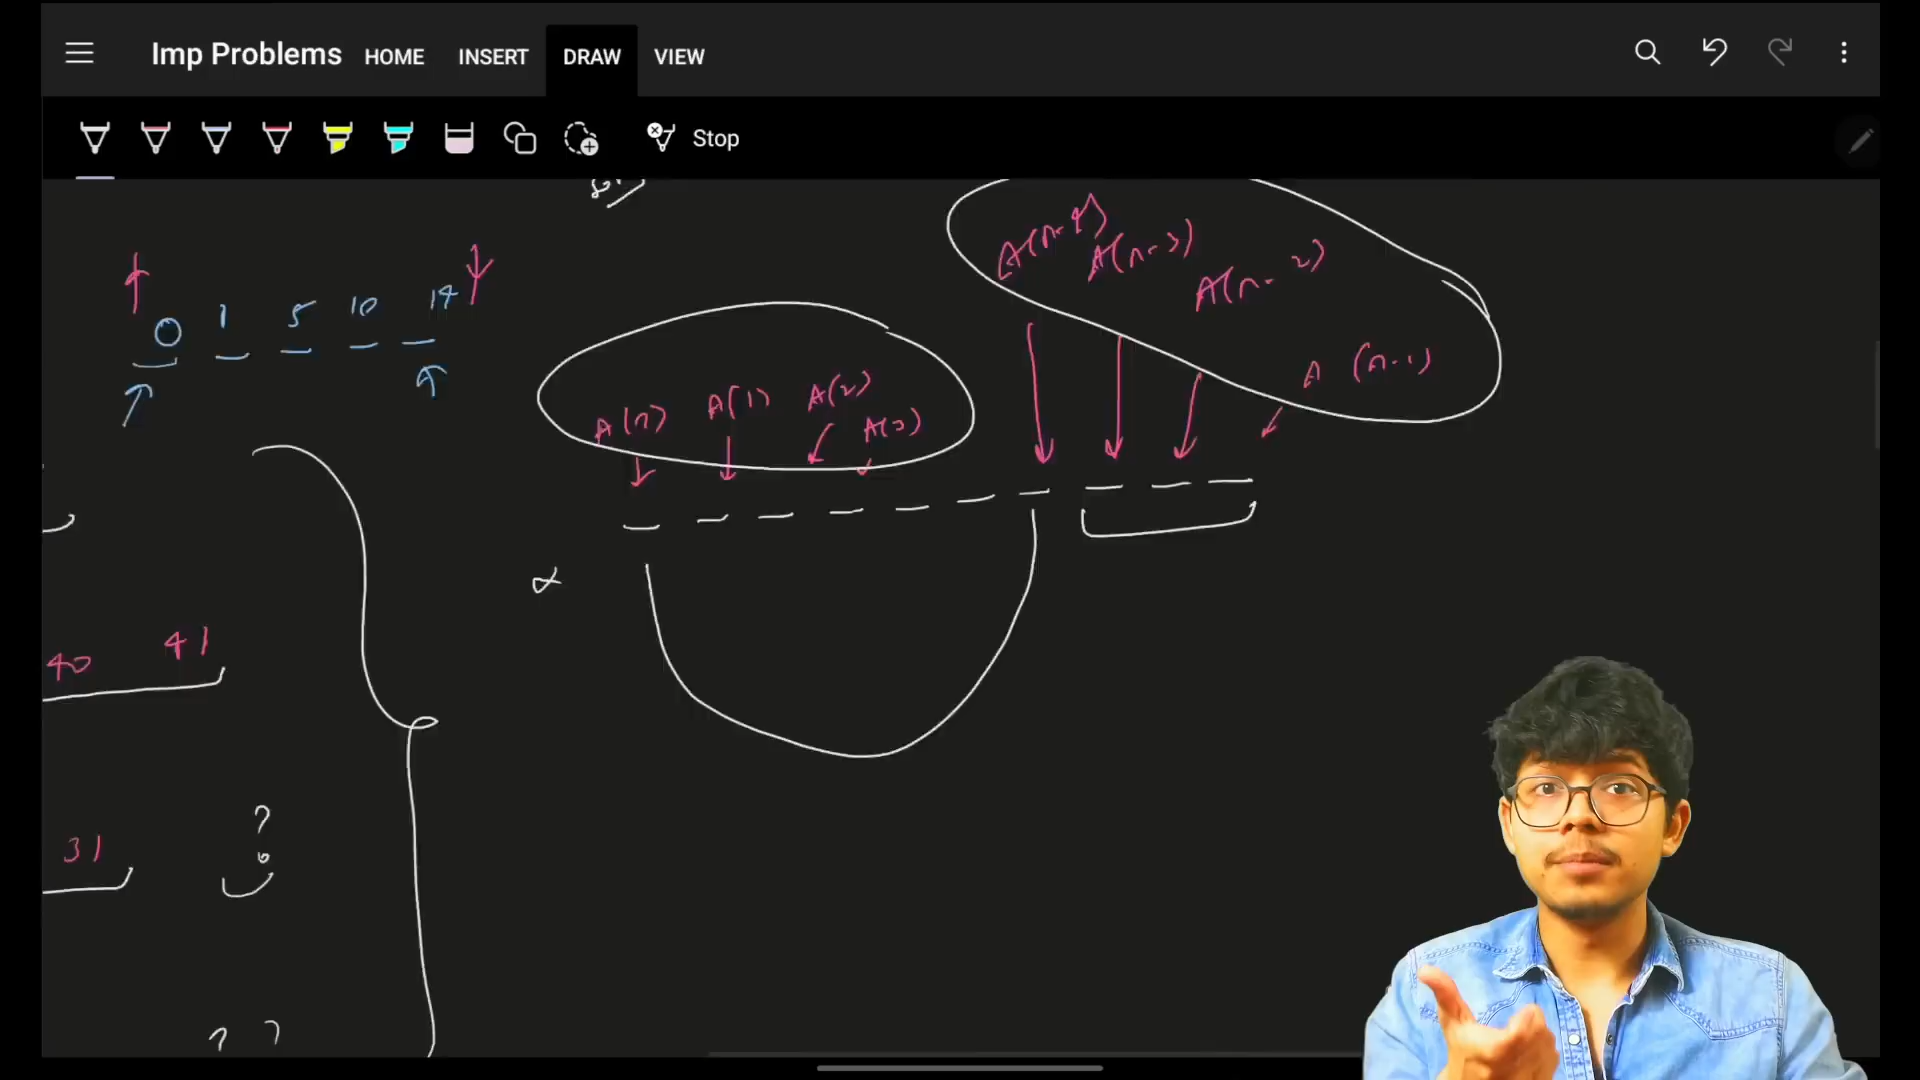 Imp Problems HOME INSERT DRAW VIEW
Stop
A(n-4) A(n-3) A(n-2)
0 1 5 10 14
A(n-1)
A(n) A(1) A(2) A(3)
α
40 41
31 ?
? ?